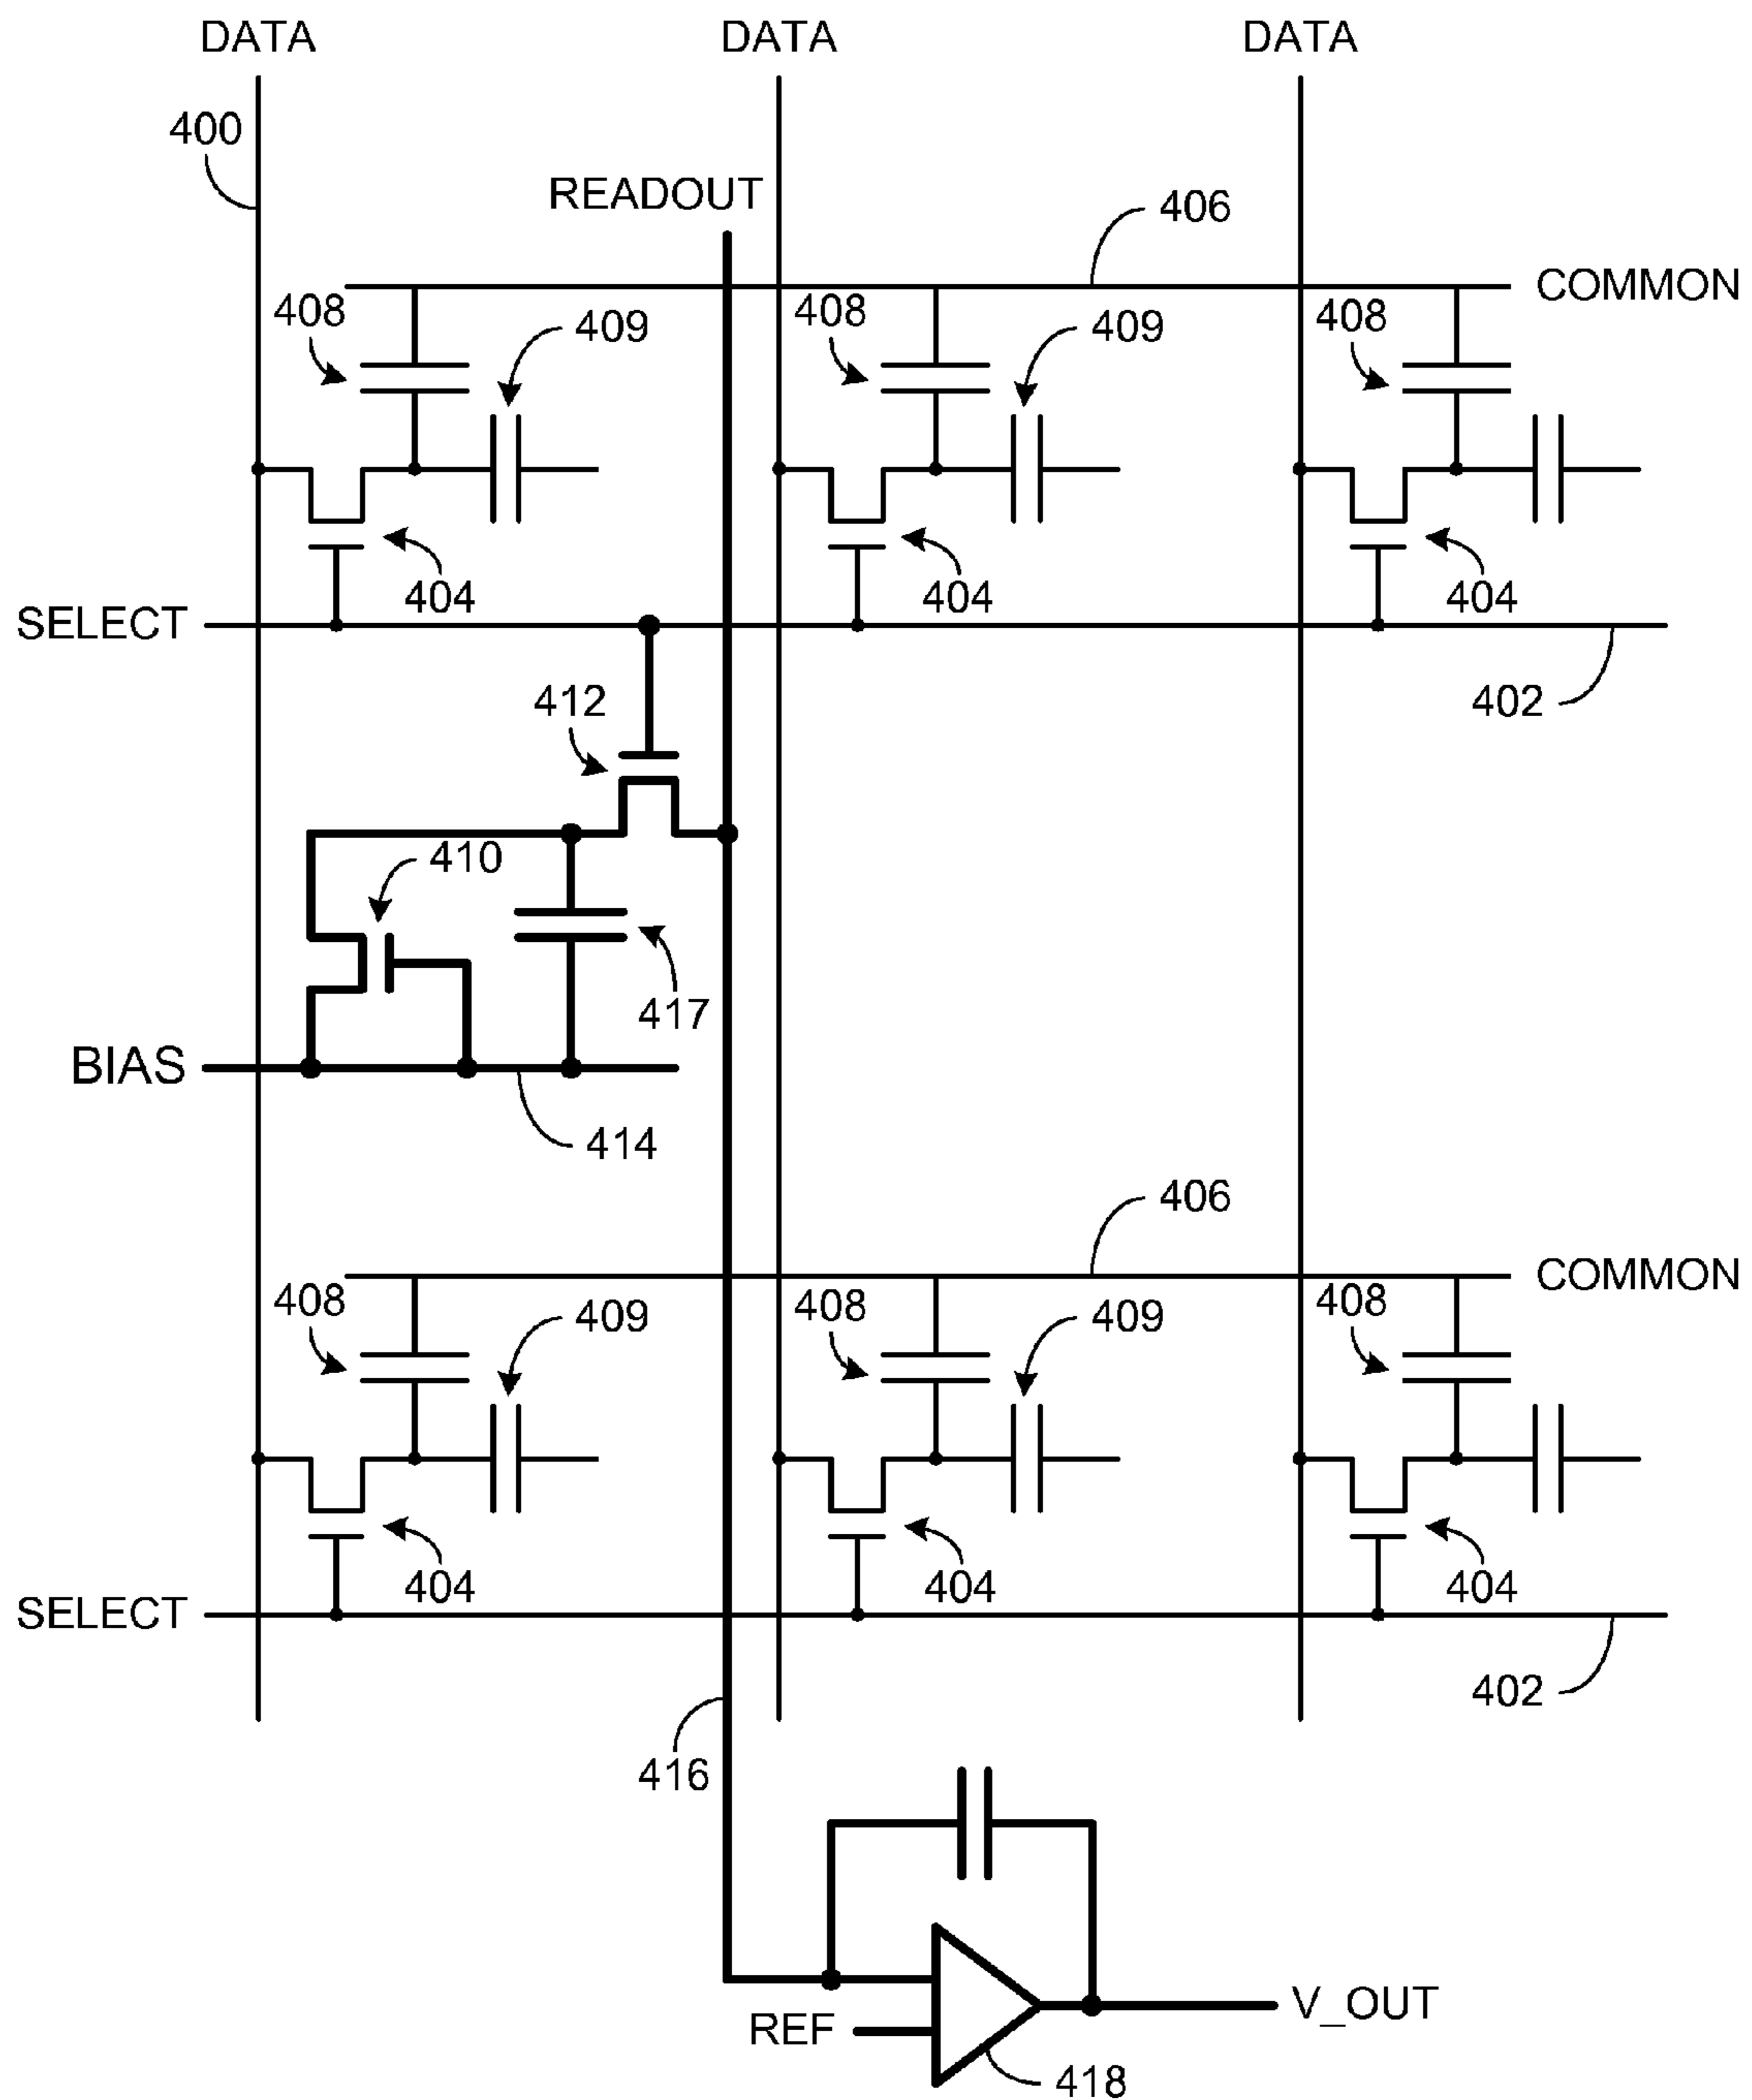 DATA DATA DATA
400
READOUT
406
COMMON
408 409 408 409 408
404 404 404
SELECT
412
402
410
417
BIAS
414
406
COMMON
408 409 408 409 408
404 404 404
SELECT
402
416
V_OUT
REF
418